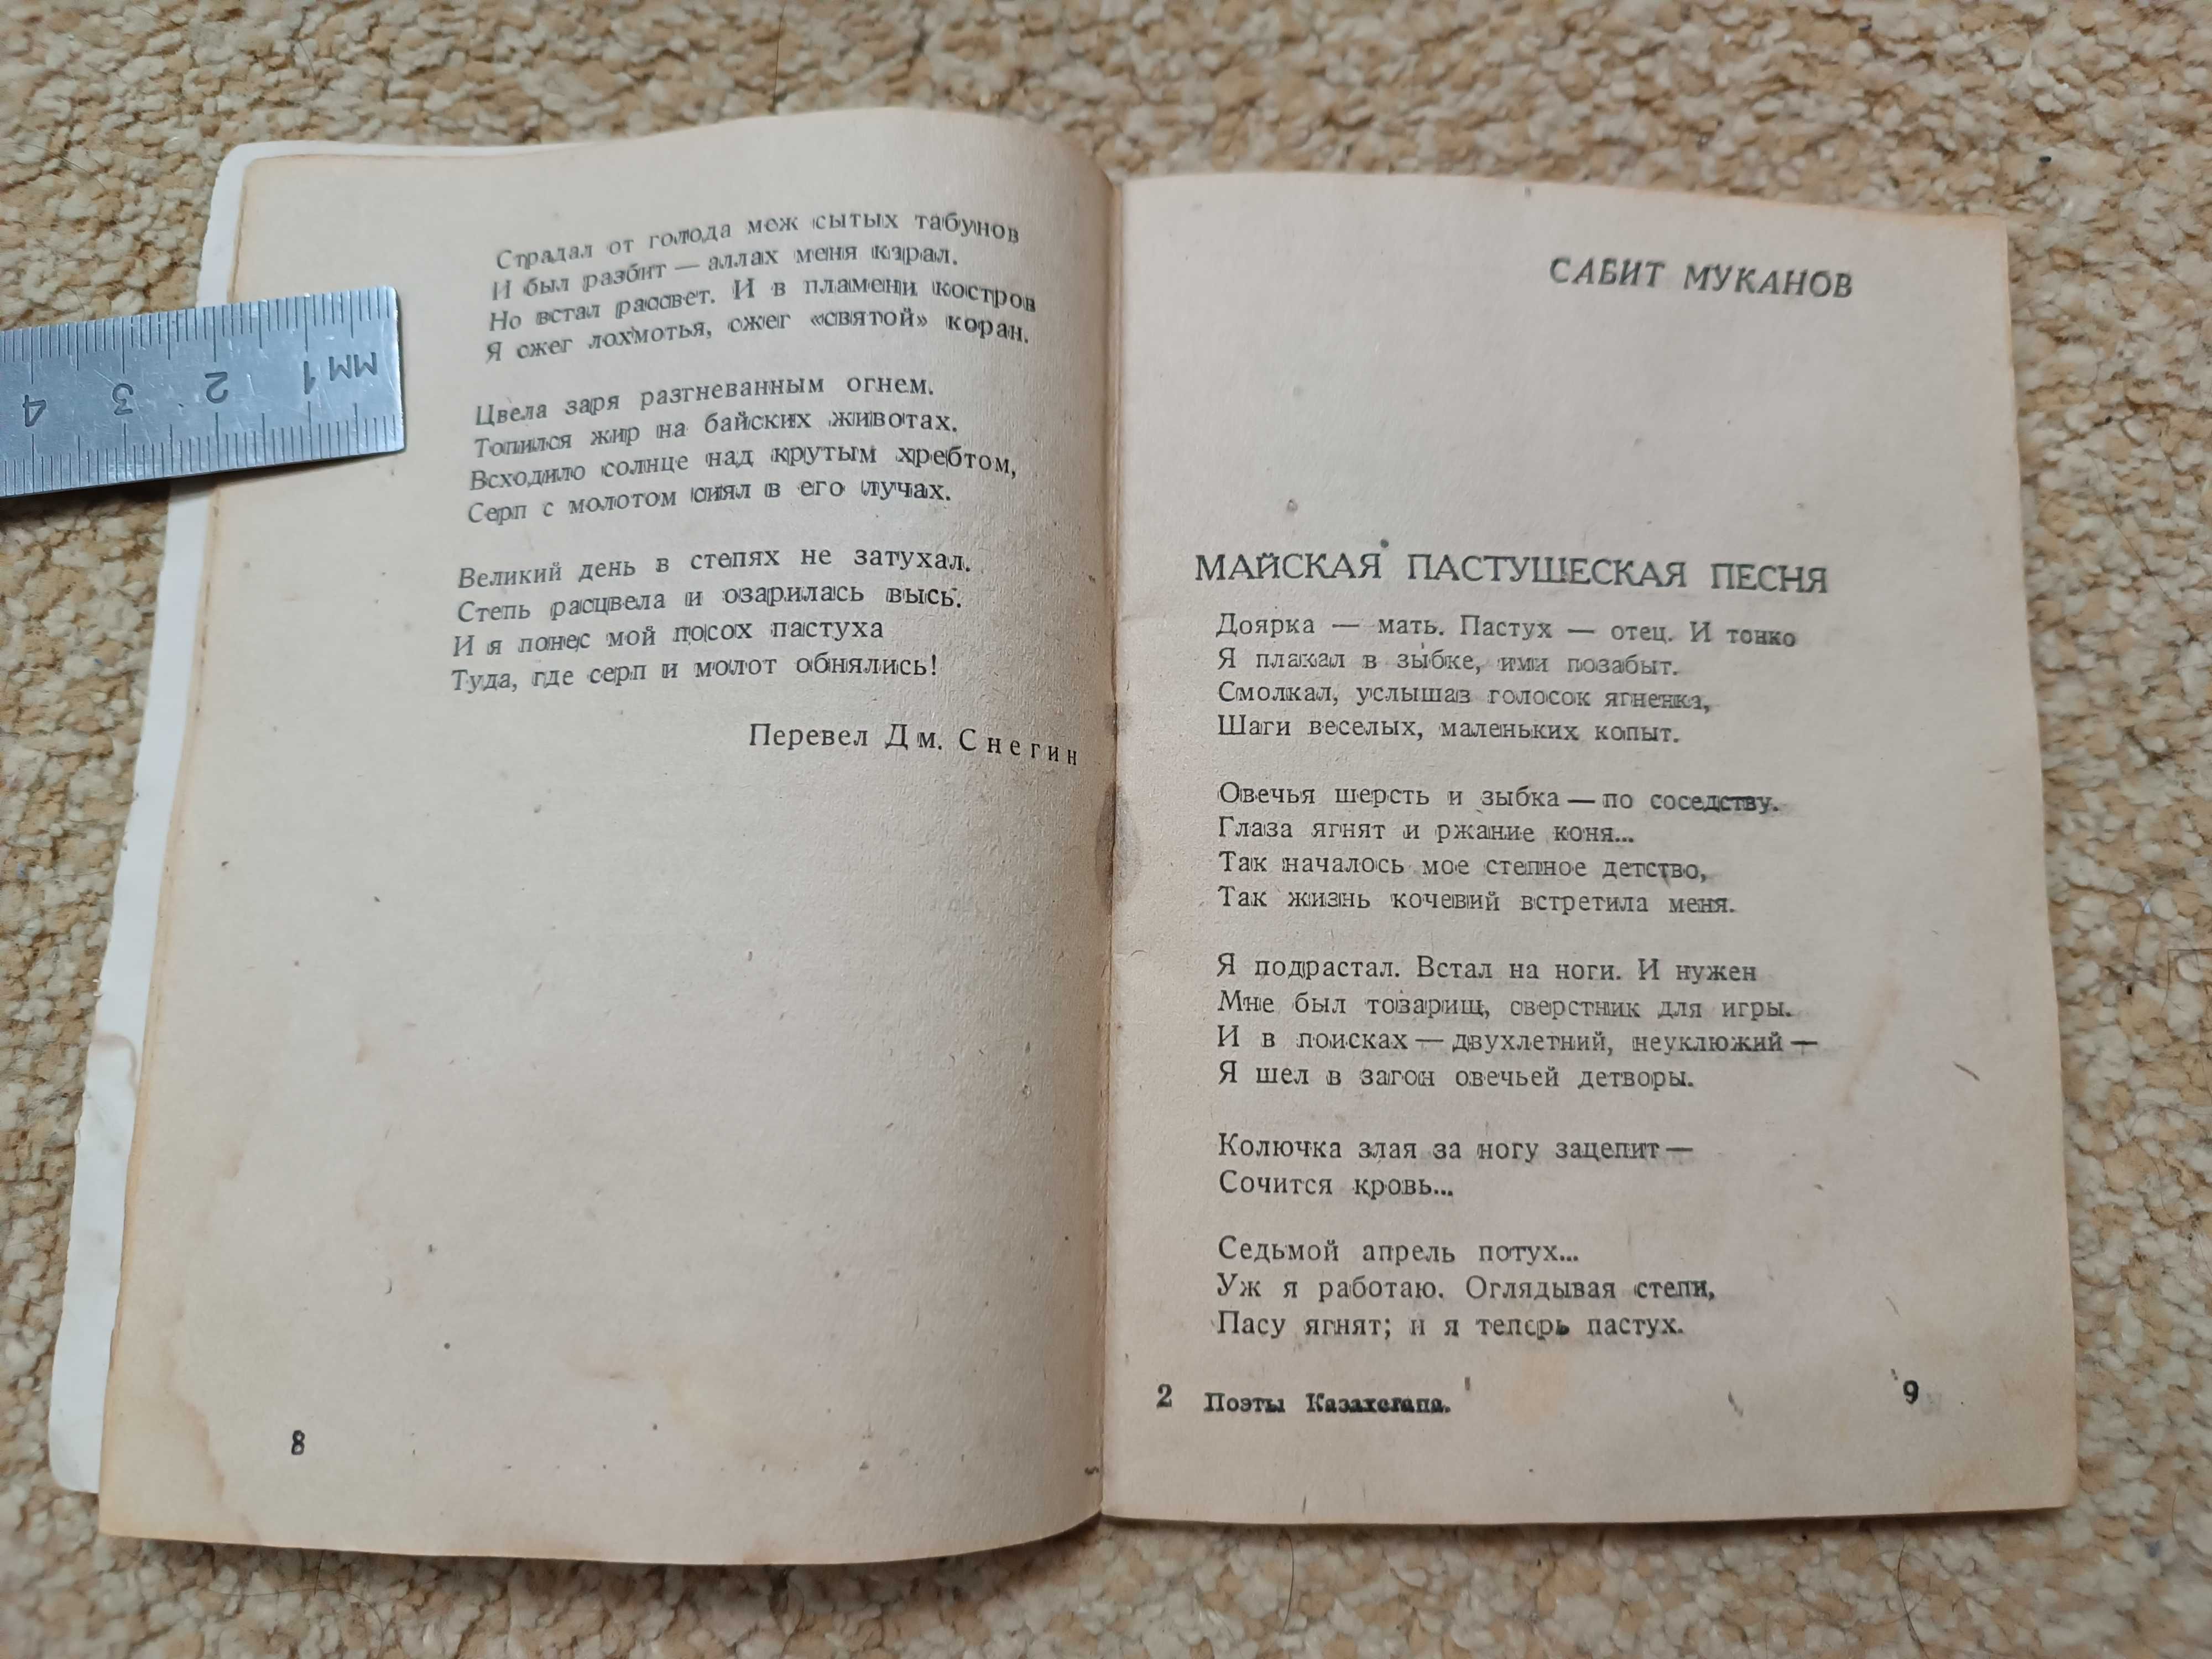 Страдал от голода меж сытых табунов
И был разбит — аллах меня карал.
Но встал рассвет. И в пламени костров
Я сжег лохмотья, сжег «святой» коран.
Цвела заря разгневанным огнем.
Топился жир на байских животах.
Всходило солнце над крутым хребтом,
Серп с молотом сиял в его лучах.
Великий день в степях не затухал.
Степь расцвела и озарилась высь.
И я понес мой посох пастуха
Туда, где серп и молот обнялись!
Перевел Дм. Снегин
8
мм 1 2 3 4
САБИТ МУКАНОВ
МАЙСКАЯ ПАСТУШЕСКАЯ ПЕСНЯ
Доярка — мать. Пастух — отец. И тонко
Я плакал в зыбке, ими позабыт.
Смолкал, услышав голосок ягненка,
Шаги веселых, маленьких копыт.
Овечья шерсть и зыбка — по соседству.
Глаза ягнят и ржание коня...
Так началось мое степное детство,
Так жизнь кочевий встретила меня.
Я подрастал. Встал на ноги. И нужен
Мне был товарищ, сверстник для игры.
И в поисках — двухлетний, неуклюжий —
Я шел в загон овечьей детворы.
Колючка злая за ногу зацепит —
Сочится кровь...
Седьмой апрель потух...
Уж я работаю. Оглядывая степи,
Пасу ягнят; и я теперь пастух.
2 Поэты Казахстана.
9